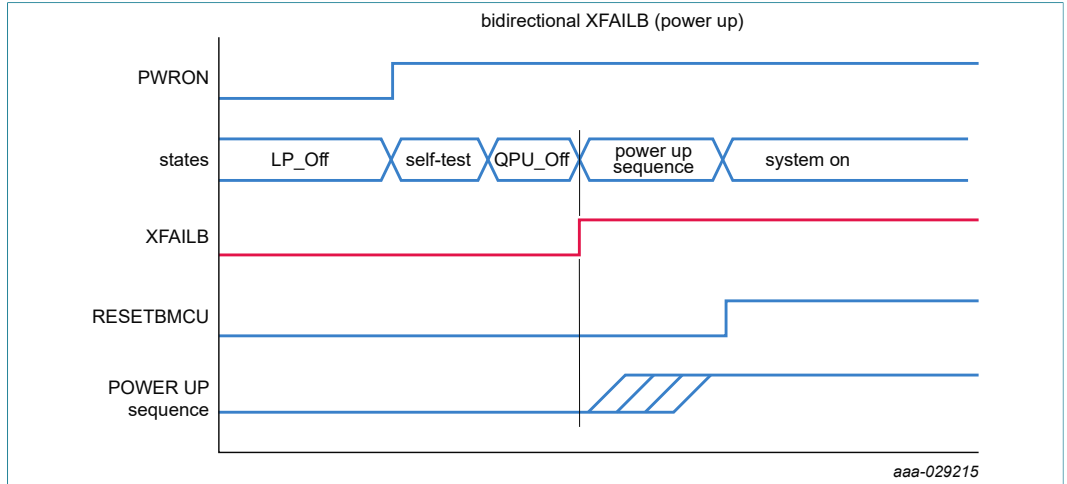 bidirectional XFAILB (power up)
PWRON
states
LP_Off
self-test
QPU_Off
power up
sequence
system on
XFAILB
RESETBMCU
POWER UP
sequence
aaa-029215